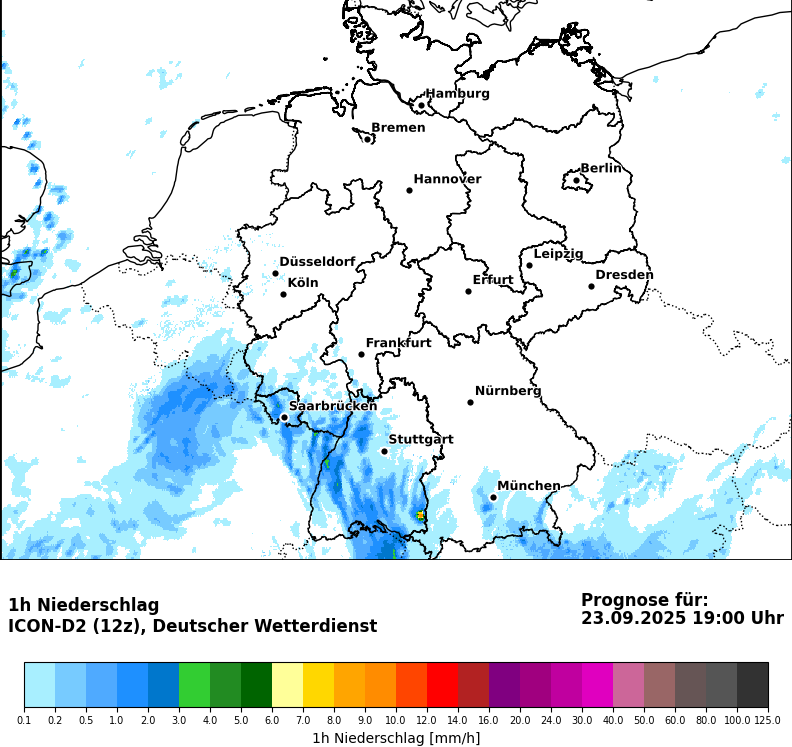 Hamburg
Bremen
Berlin
Hannover
Leipzig
Düsseldorf
Dresden
Erfurt
Köln
Frankfurt
Nürnberg
Saarbrücken
Stuttgart
München
1h Niederschlag
ICON-D2 (12z), Deutscher Wetterdienst
Prognose für:
23.09.2025 19:00 Uhr
0.1 0.2 0.5 1.0 2.0 3.0 4.0 5.0 6.0 7.0 8.0 9.0 10.0 12.0 14.0 16.0 20.0 24.0 30.0 40.0 50.0 60.0 80.0 100.0 125.0
1h Niederschlag [mm/h]